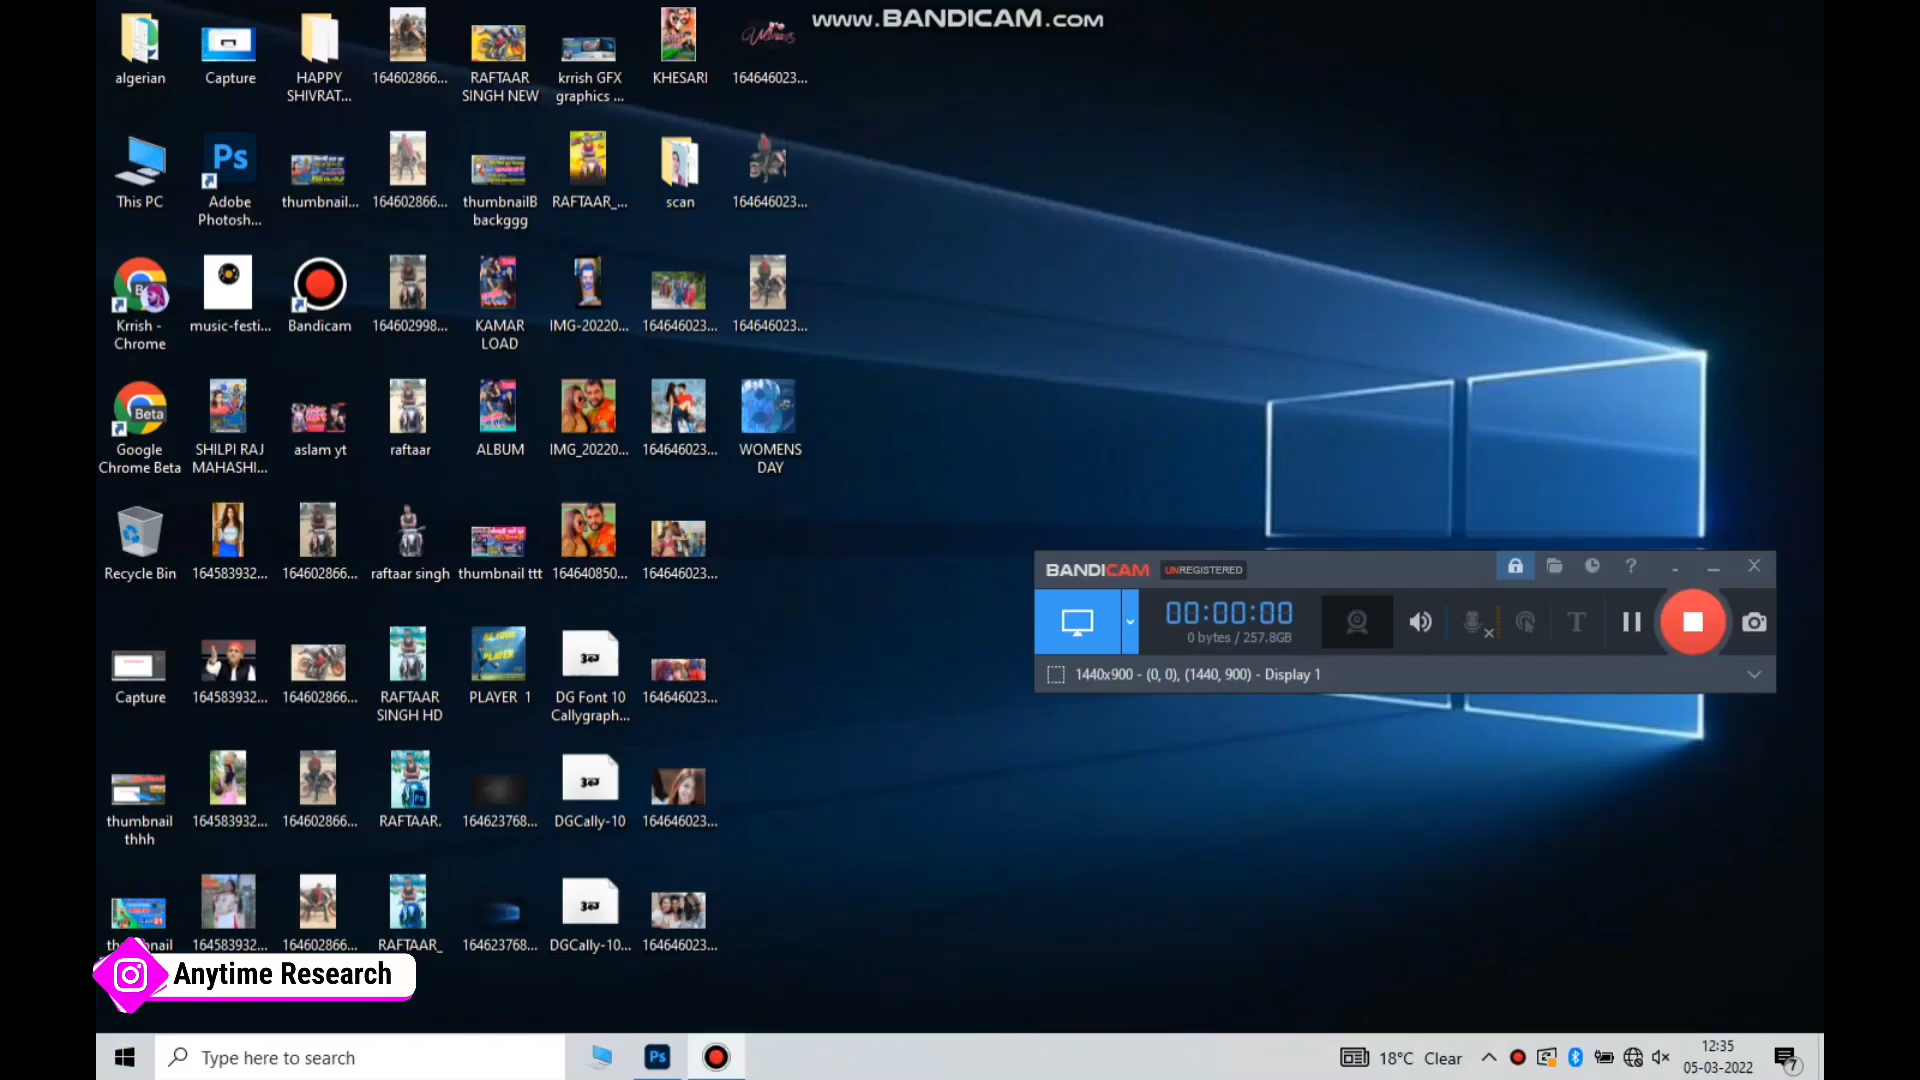 www.BANDICAM.com
algerian
Capture
HAPPY
SHIVRAT...
164602866...
RAFTAAR
SINGH NEW
krrish GFX
graphics ...
KHESARI
164646023...
This PC
Ps
Adobe
Photosh...
thumbnail...
164602866...
thumbnailB
backggg
RAFTAAR_...
scan
164646023...
Krrish -
Chrome
music-festi...
Bandicam
164602998...
KAMAR
LOAD
IMG-20220...
164646023...
164646023...
Beta
Google
Chrome Beta
SHILPI RAJ
MAHASHI...
aslam yt
raftaar
ALBUM
IMG_20220...
164646023...
WOMENS
DAY
Recycle Bin
164583932...
164602866...
raftaar singh
thumbnail ttt
164640850...
164646023...
BANDICAM
UNREGISTERED
00:00:00
0 bytes / 257.8GB
1440x900 - (0, 0), (1440, 900) - Display 1
Capture
164583932...
164602866...
RAFTAAR
SINGH HD
PLAYER 1
DG Font 10
Callygraph...
164646023...
thumbnail
thhh
164583932...
164602866...
RAFTAAR.
164623768...
DGCally-10
164646023...
164583932...
164602866...
RAFTAAR_
164623768...
DGCally-10...
164646023...
Anytime Research
Type here to search
Ps
18°C Clear
12:35
05-03-2022
7